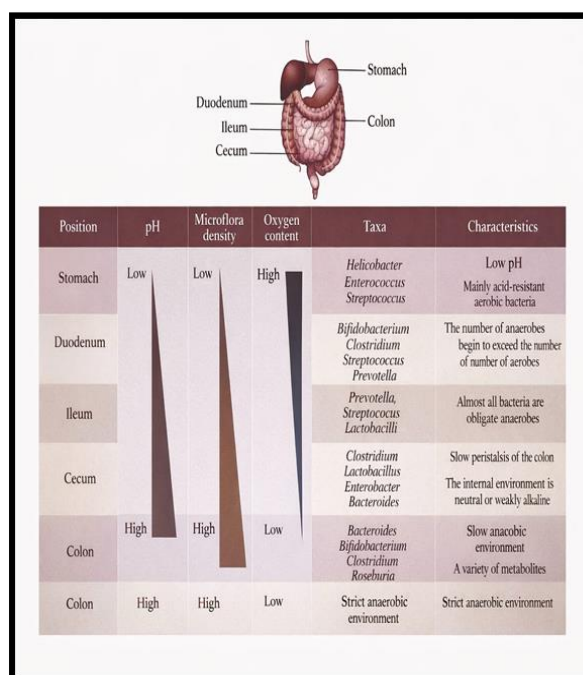 Stomach
Duodenum
Ileum
Colon
Cecum
Position pH Microflora density Oxygen content Taxa Characteristics
Stomach
Low Low High
Helicobacter
Enterococcus
Streptococcus
Low pH
Mainly acid-resistant
aerobic bacteria
Duodenum
Bifidobacterium
Clostridium
Streptococcus
Prevotella
The number of anaerobes
begin to exceed the number
of number of aerobes
Ileum
Prevotella,
Streptococus
Lactobacilli
Almost all bacteria are
obligate anaerobes
Cecum
Clostridium
Lactobacillus
Enterobacter
Bacteroides
Slow peristalsis of the colon
The internal environment is
neutral or weakly alkaline
Colon
High High Low
Bacteroides
Bifidobacterium
Clostridium
Roseburia
Slow anacobic
environment
A variety of metabolites
Colon High High Low
Strict anaerobic
environment
Strict anaerobic environment